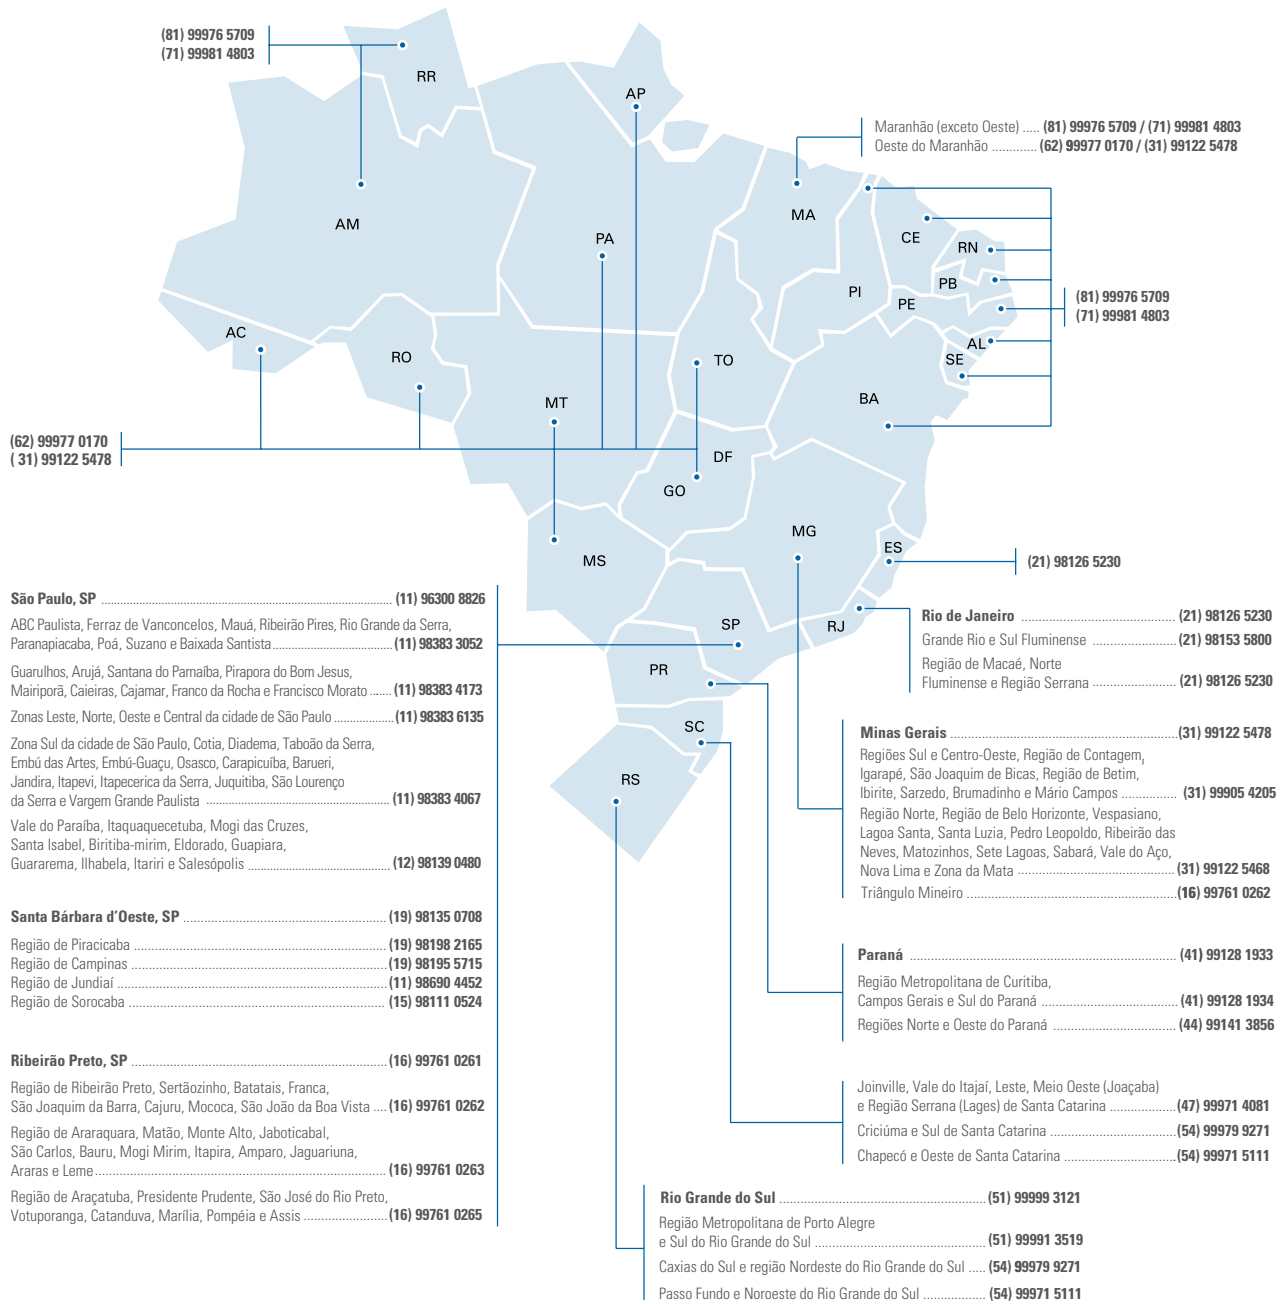 (81) 99976 5709
(71) 99981 4803
RR
AP
Maranhão (exceto Oeste) ..... (81) 99976 5709 / (71) 99981 4803
Oeste do Maranhão ............. (62) 99977 0170 / (31) 99122 5478
AM
PA
MA
CE
RN
PI
PB
PE
(81) 99976 5709
(71) 99981 4803
AC
RO
AL
SE
TO
MT
BA
(62) 99977 0170
( 31) 99122 5478
DF
GO
MG
MS
ES
(21) 98126 5230
SP
RJ
PR
SC
RS
São Paulo, SP ........ (11) 96300 8826
ABC Paulista, Ferraz de Vanconcelos, Mauá, Ribeirão Pires, Rio Grande da Serra,
Paranapiacaba, Poá, Suzano e Baixada Santista ........ (11) 98383 3052
Guarulhos, Arujá, Santana do Parnaíba, Pirapora do Bom Jesus,
Mairiporã, Caieiras, Cajamar, Franco da Rocha e Francisco Morato ....... (11) 98383 4173
Zonas Leste, Norte, Oeste e Central da cidade de São Paulo ........ (11) 98383 6135
Zona Sul da cidade de São Paulo, Cotia, Diadema, Taboão da Serra,
Embú das Artes, Embú-Guaçu, Osasco, Carapicuíba, Barueri,
Jandira, Itapevi, Itapecerica da Serra, Juquitiba, São Lourenço
da Serra e Vargem Grande Paulista ........ (11) 98383 4067
Vale do Paraíba, Itaquaquecetuba, Mogi das Cruzes,
Santa Isabel, Biritiba-mirim, Eldorado, Guapiara,
Guararema, Ilhabela, Itariri e Salesópolis ........ (12) 98139 0480
Santa Bárbara d'Oeste, SP ........ (19) 98135 0708
Região de Piracicaba ........ (19) 98198 2165
Região de Campinas ........ (19) 98195 5715
Região de Jundiaí ........ (11) 98690 4452
Região de Sorocaba ........ (15) 98111 0524
Ribeirão Preto, SP ........ (16) 99761 0261
Região de Ribeirão Preto, Sertãozinho, Batatais, Franca,
São Joaquim da Barra, Cajuru, Mococa, São João da Boa Vista .... (16) 99761 0262
Região de Araraquara, Matão, Monte Alto, Jaboticabal,
São Carlos, Bauru, Mogi Mirim, Itapira, Amparo, Jaguariuna,
Araras e Leme ........ (16) 99761 0263
Região de Araçatuba, Presidente Prudente, São José do Rio Preto,
Votuporanga, Catanduva, Marília, Pompéia e Assis ........ (16) 99761 0265
Rio de Janeiro ........ (21) 98126 5230
Grande Rio e Sul Fluminense ........ (21) 98153 5800
Região de Macaé, Norte
Fluminense e Região Serrana ........ (21) 98126 5230
Minas Gerais ........ (31) 99122 5478
Regiões Sul e Centro-Oeste, Região de Contagem,
Igarapé, São Joaquim de Bicas, Região de Betim,
Ibirite, Sarzedo, Brumadinho e Mário Campos ........ (31) 99905 4205
Região Norte, Região de Belo Horizonte, Vespasiano,
Lagoa Santa, Santa Luzia, Pedro Leopoldo, Ribeirão das
Neves, Matozinhos, Sete Lagoas, Sabará, Vale do Aço,
Nova Lima e Zona da Mata ........ (31) 99122 5468
Triângulo Mineiro ........ (16) 99761 0262
Paraná ........ (41) 99128 1933
Região Metropolitana de Curitiba,
Campos Gerais e Sul do Paraná ........ (41) 99128 1934
Regiões Norte e Oeste do Paraná ........ (44) 99141 3856
Joinville, Vale do Itajaí, Leste, Meio Oeste (Joaçaba)
e Região Serrana (Lages) de Santa Catarina ........ (47) 99971 4081
Criciúma e Sul de Santa Catarina ........ (54) 99979 9271
Chapecó e Oeste de Santa Catarina ........ (54) 99971 5111
Rio Grande do Sul ........ (51) 99999 3121
Região Metropolitana de Porto Alegre
e Sul do Rio Grande do Sul ........ (51) 99991 3519
Caxias do Sul e região Nordeste do Rio Grande do Sul ..... (54) 99979 9271
Passo Fundo e Noroeste do Rio Grande do Sul ........ (54) 99971 5111